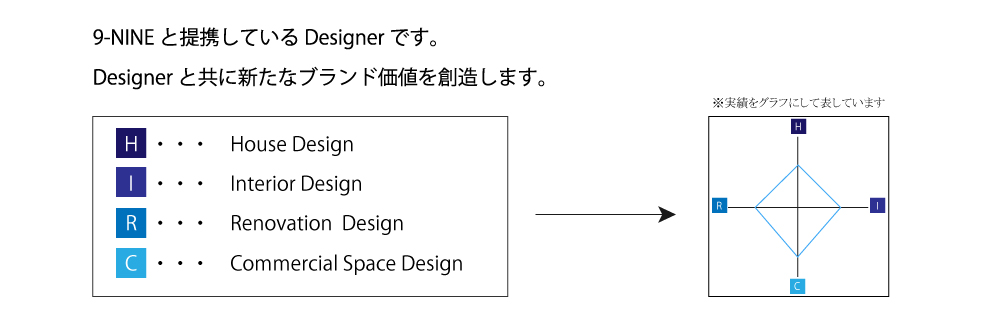 9-NINE と提携している Designer です。
Designer と共に新たなブランド価値を創造します。
※実績をグラフにして表しています
H ・・・ House Design
I ・・・ Interior Design
R ・・・ Renovation Design
C ・・・ Commercial Space Design
H
R
I
C